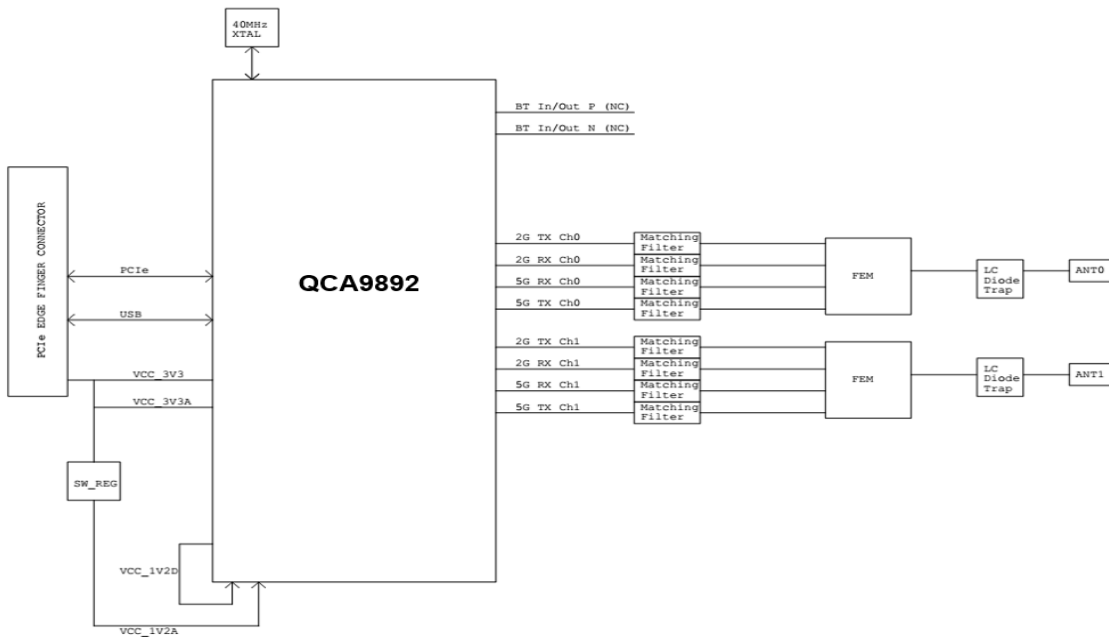 40MHz
XTAL
BT In/Out P (NC)
BT In/Out N (NC)
PCIe EDGE FINGER CONNECTOR
PCIe
USB
VCC_3V3
VCC_3V3A
SW_REG
VCC_1V2D
VCC_1V2A
QCA9892
2G TX Ch0
2G RX Ch0
5G RX Ch0
5G TX Ch0
Matching
Filter
Matching
Filter
Matching
Filter
Matching
Filter
FEM
LC
Diode
Trap
ANT0
2G TX Ch1
2G RX Ch1
5G RX Ch1
5G TX Ch1
Matching
Filter
Matching
Filter
Matching
Filter
Matching
Filter
FEM
LC
Diode
Trap
ANT1